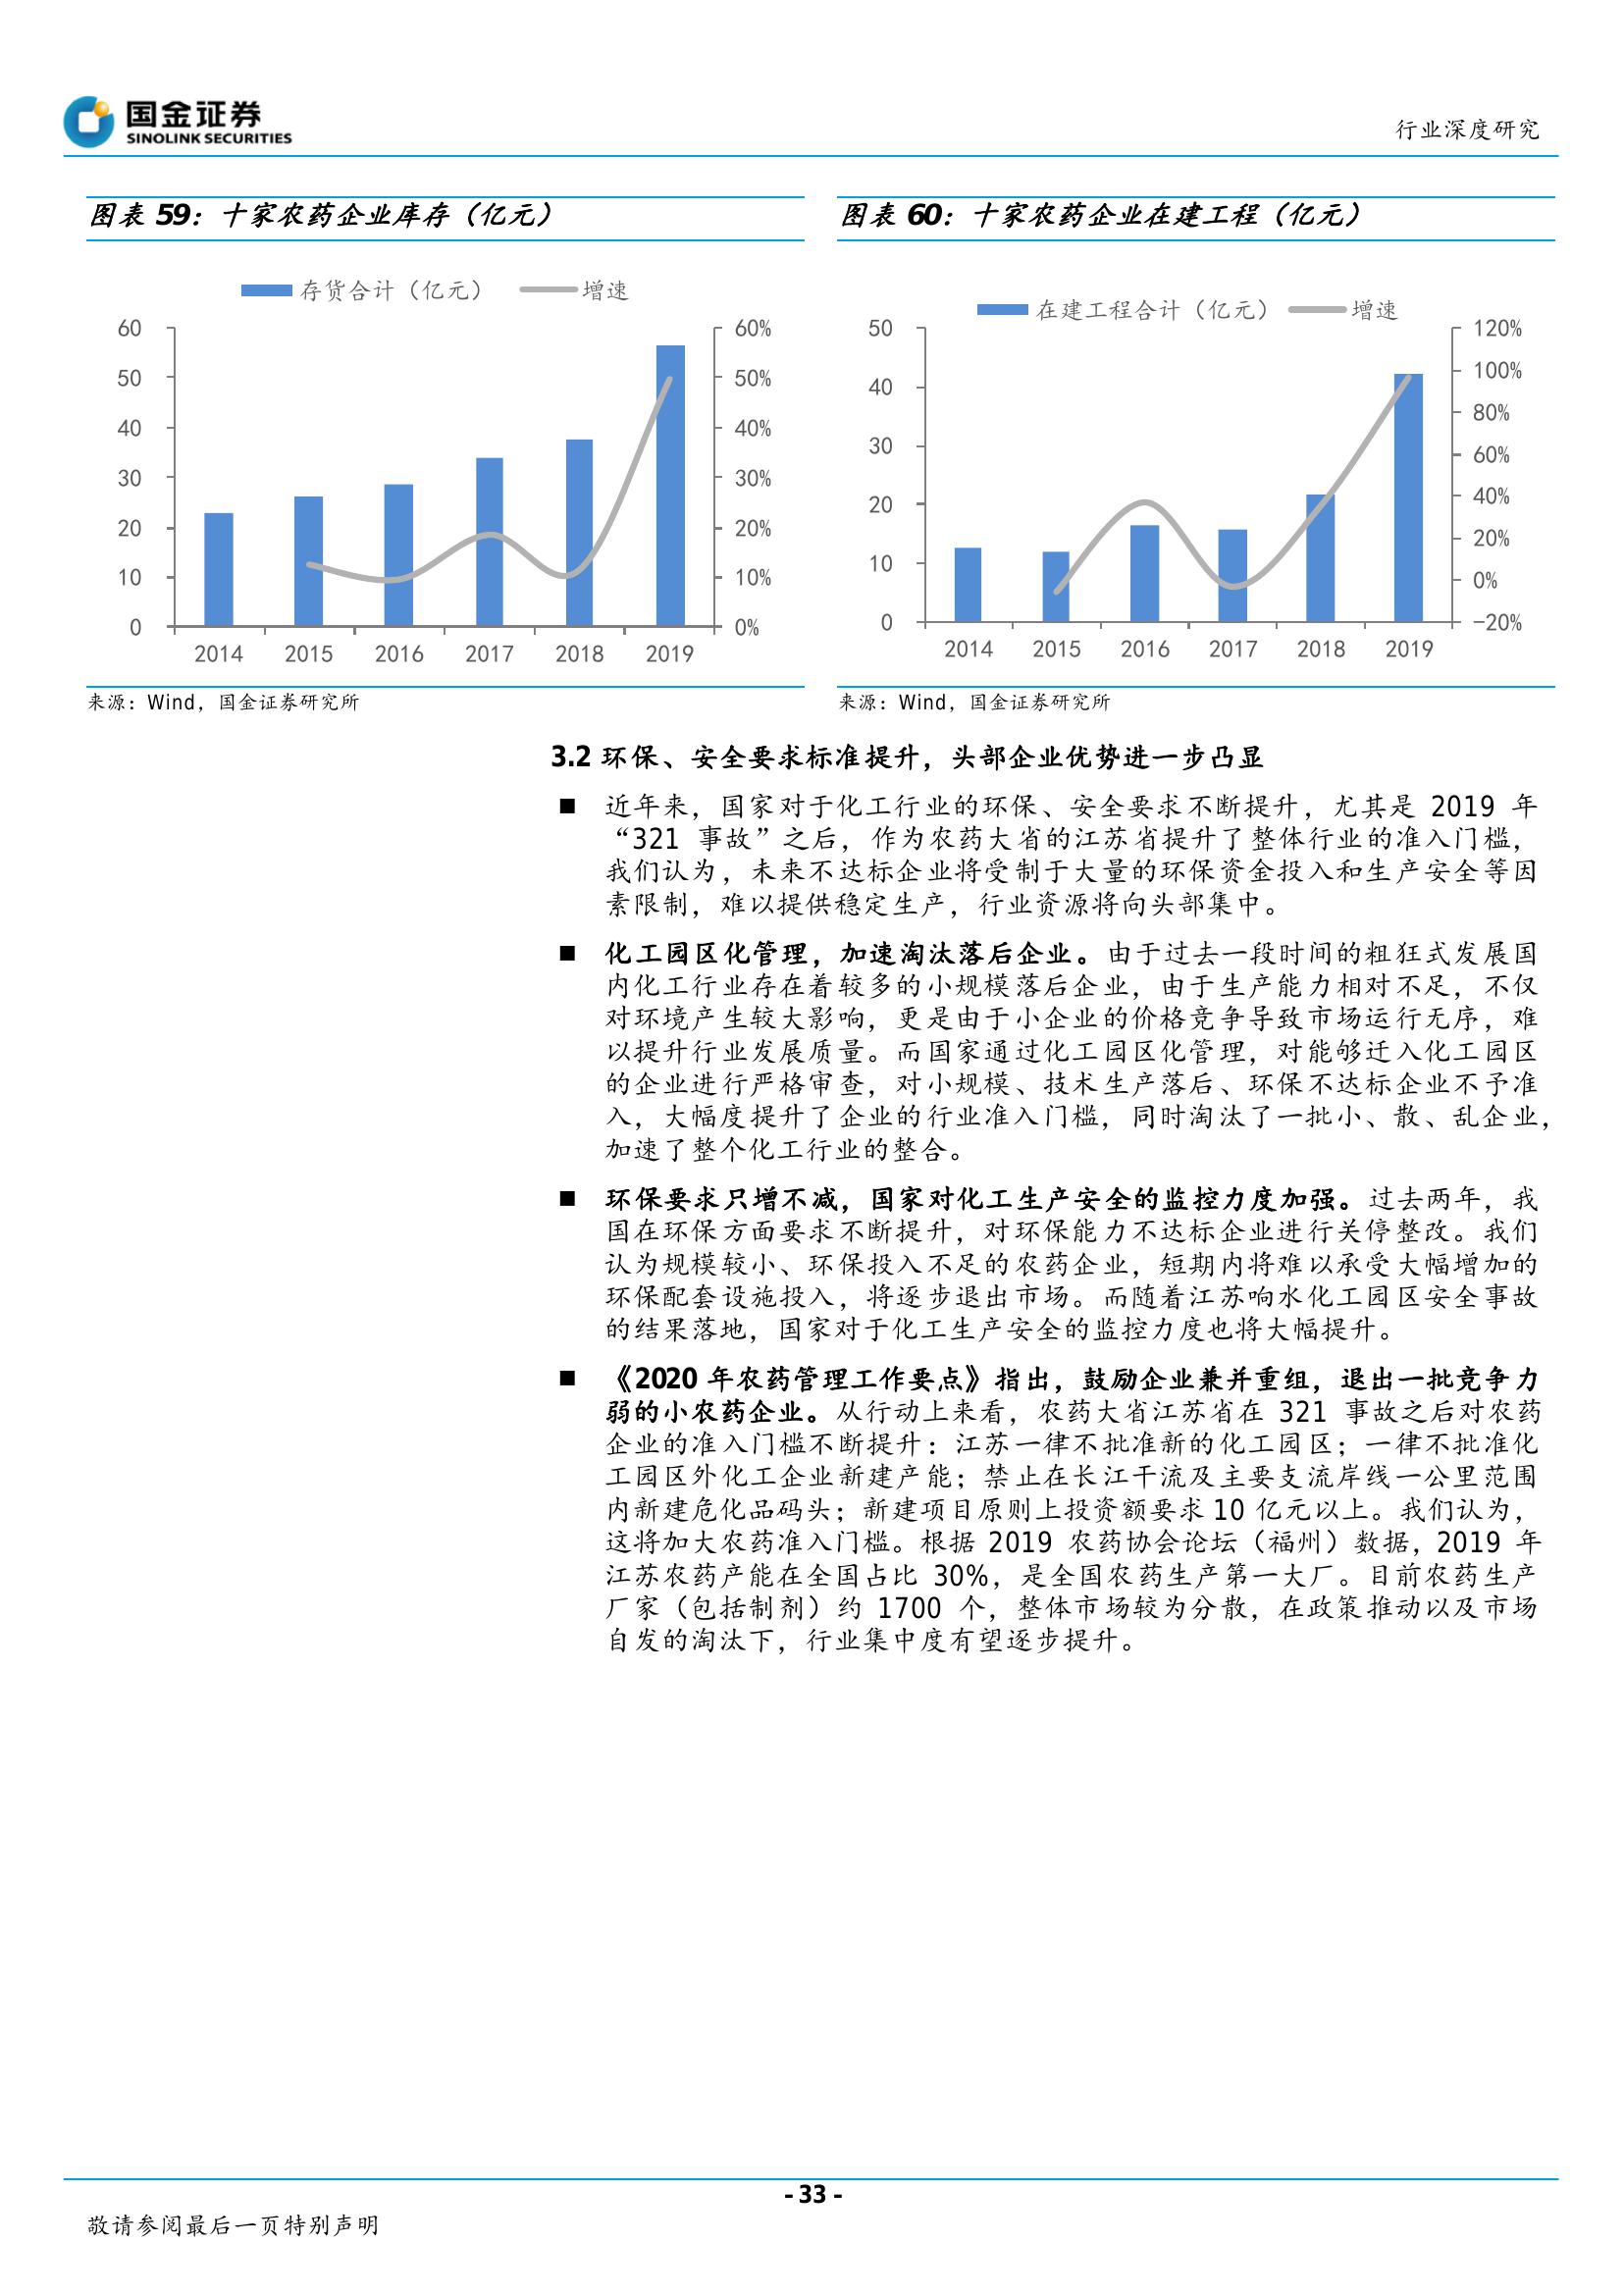 国金证券
SINOLINK SECURITIES
行业深度研究
图表 59：十家农药企业库存（亿元）
存货合计（亿元） 增速
60
50
40
30
20
10
0
60%
50%
40%
30%
20%
10%
0%
2014 2015 2016 2017 2018 2019
来源：Wind，国金证券研究所
图表 60：十家农药企业在建工程（亿元）
在建工程合计（亿元） 增速
50
40
30
20
10
0
120%
100%
80%
60%
40%
20%
0%
-20%
2014 2015 2016 2017 2018 2019
来源：Wind，国金证券研究所
3.2 环保、安全要求标准提升，头部企业优势进一步凸显
■ 近年来，国家对于化工行业的环保、安全要求不断提升，尤其是 2019 年
“321 事故”之后，作为农药大省的江苏省提升了整体行业的准入门槛，
我们认为，未来不达标企业将受制于大量的环保资金投入和生产安全等因
素限制，难以提供稳定生产，行业资源将向头部集中。
■ 化工园区化管理，加速淘汰落后企业。由于过去一段时间的粗狂式发展国
内化工行业存在着较多的小规模落后企业，由于生产能力相对不足，不仅
对环境产生较大影响，更是由于小企业的价格竞争导致市场运行无序，难
以提升行业发展质量。而国家通过化工园区化管理，对能够迁入化工园区
的企业进行严格审查，对小规模、技术生产落后、环保不达标企业不予准
入，大幅度提升了企业的行业准入门槛，同时淘汰了一批小、散、乱企业，
加速了整个化工行业的整合。
■ 环保要求只增不减，国家对化工生产安全的监控力度加强。过去两年，我
国在环保方面要求不断提升，对环保能力不达标企业进行关停整改。我们
认为规模较小、环保投入不足的农药企业，短期内将难以承受大幅增加的
环保配套设施投入，将逐步退出市场。而随着江苏响水化工园区安全事故
的结果落地，国家对于化工生产安全的监控力度也将大幅提升。
■ 《2020 年农药管理工作要点》指出，鼓励企业兼并重组，退出一批竞争力
弱的小农药企业。从行动上来看，农药大省江苏省在 321 事故之后对农药
企业的准入门槛不断提升：江苏一律不批准新的化工园区；一律不批准化
工园区外化工企业新建产能；禁止在长江干流及主要支流岸线一公里范围
内新建危化品码头；新建项目原则上投资额要求 10 亿元以上。我们认为，
这将加大农药准入门槛。根据 2019 农药协会论坛（福州）数据，2019 年
江苏农药产能在全国占比 30%，是全国农药生产第一大厂。目前农药生产
厂家（包括制剂）约 1700 个，整体市场较为分散，在政策推动以及市场
自发的淘汰下，行业集中度有望逐步提升。
- 33 -
敬请参阅最后一页特别声明